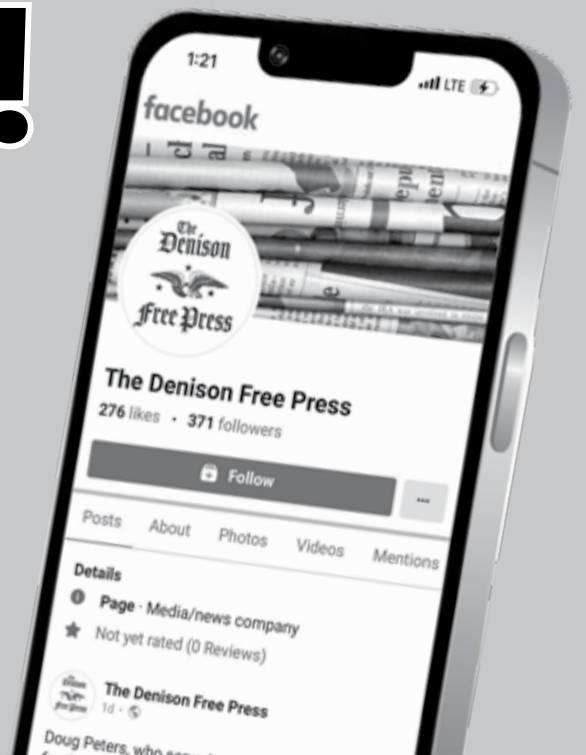 !
1:21
LTE
facebook
The
Denison
Free Press
The Denison Free Press
276 likes · 371 followers
Follow
...
Posts About Photos Videos Mentions
Details
Page · Media/news company
Not yet rated (0 Reviews)
The Denison Free Press
1d ·
Doug Peters, who